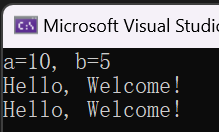 Microsoft Visual Studio
a=10, b=5
Hello, Welcome!
Hello, Welcome!